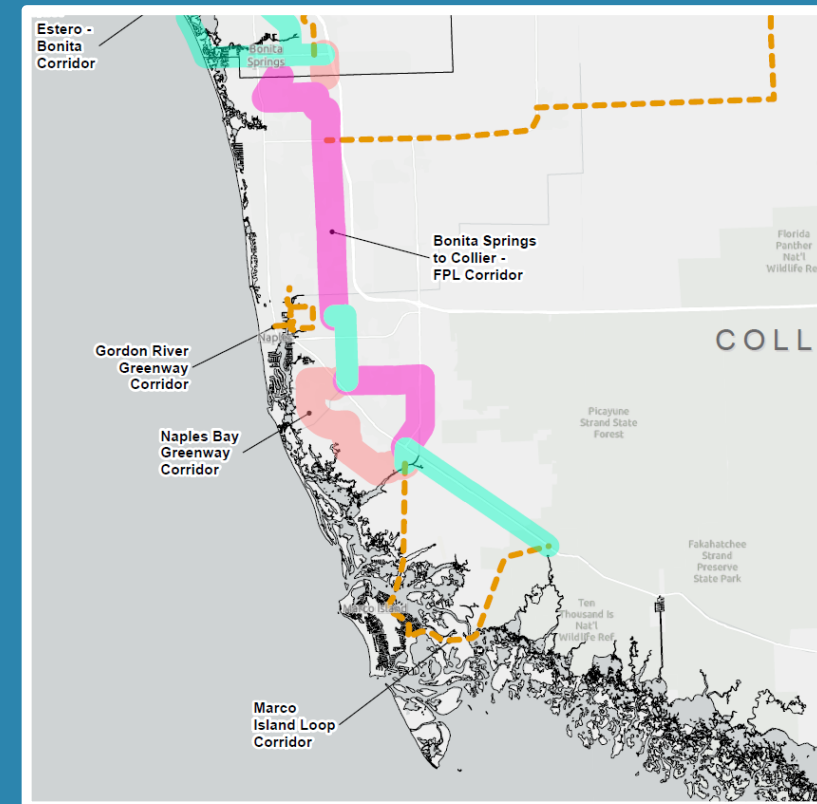 Estero -
Bonita
Corridor
Bonita
Springs
Bonita Springs
to Collier -
FPL Corridor
Florida
Panther
Nat'l
Wildlife Re
Gordon River
Greenway
Corridor
Naples
COLL
Naples Bay
Greenway
Corridor
Picayune
Strand State
Forest
Fakahatchee
Strand
Preserve
State Park
Ten
Thousand Is
Nat'l
Wildlife Ref
Marco Island
Marco
Island Loop
Corridor